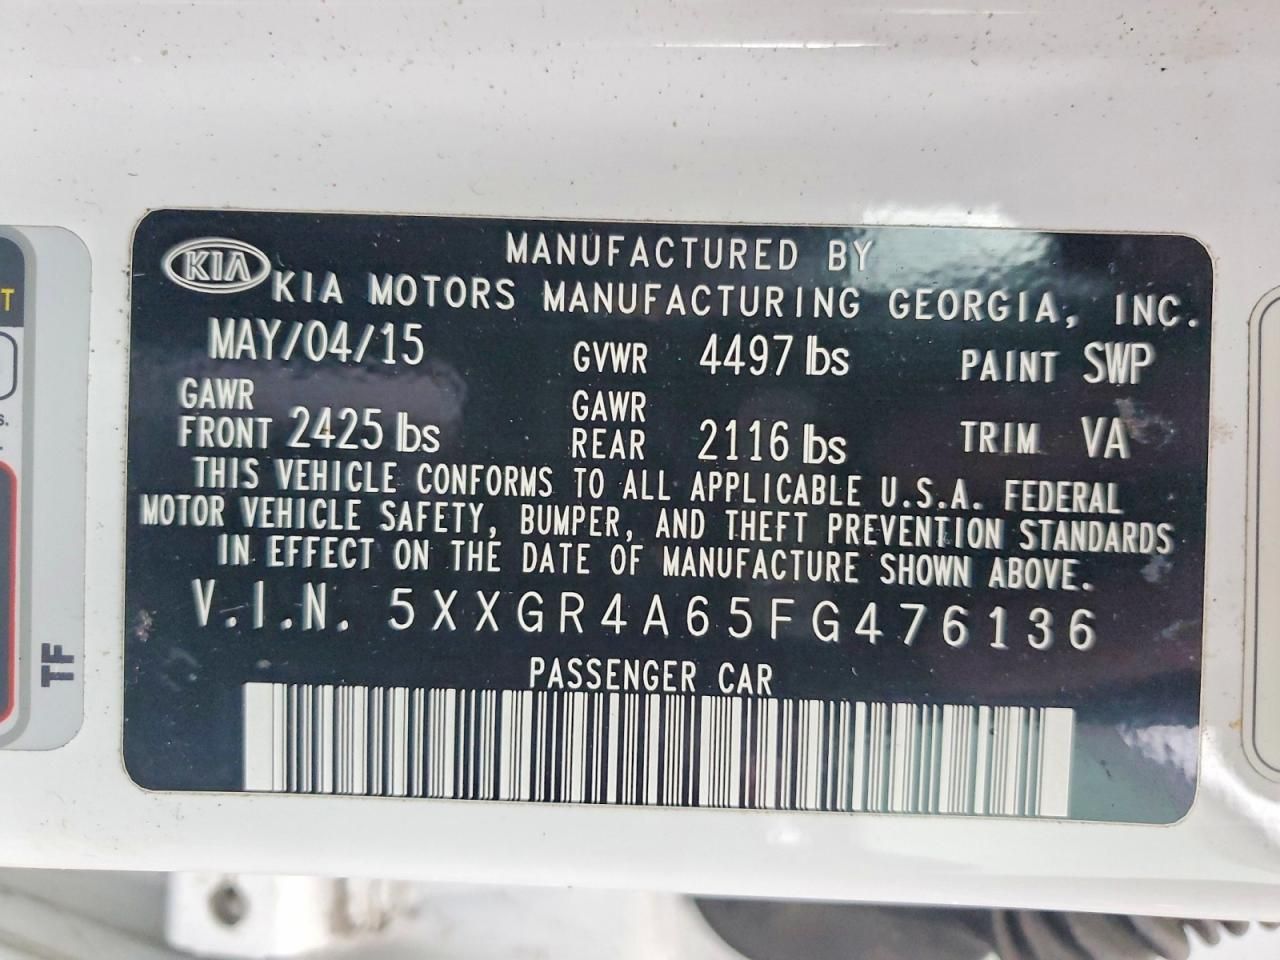 KIA
MANUFACTURED BY
KIA MOTORS MANUFACTURING GEORGIA, INC.
MAY/04/15 GVWR 4497 lbs PAINT SWP
GAWR FRONT 2425 lbs GAWR REAR 2116 lbs TRIM VA
THIS VEHICLE CONFORMS TO ALL APPLICABLE U.S.A. FEDERAL
MOTOR VEHICLE SAFETY, BUMPER, AND THEFT PREVENTION STANDARDS
IN EFFECT ON THE DATE OF MANUFACTURE SHOWN ABOVE.
V.I.N. 5XXGR4A65FG476136
PASSENGER CAR
TF